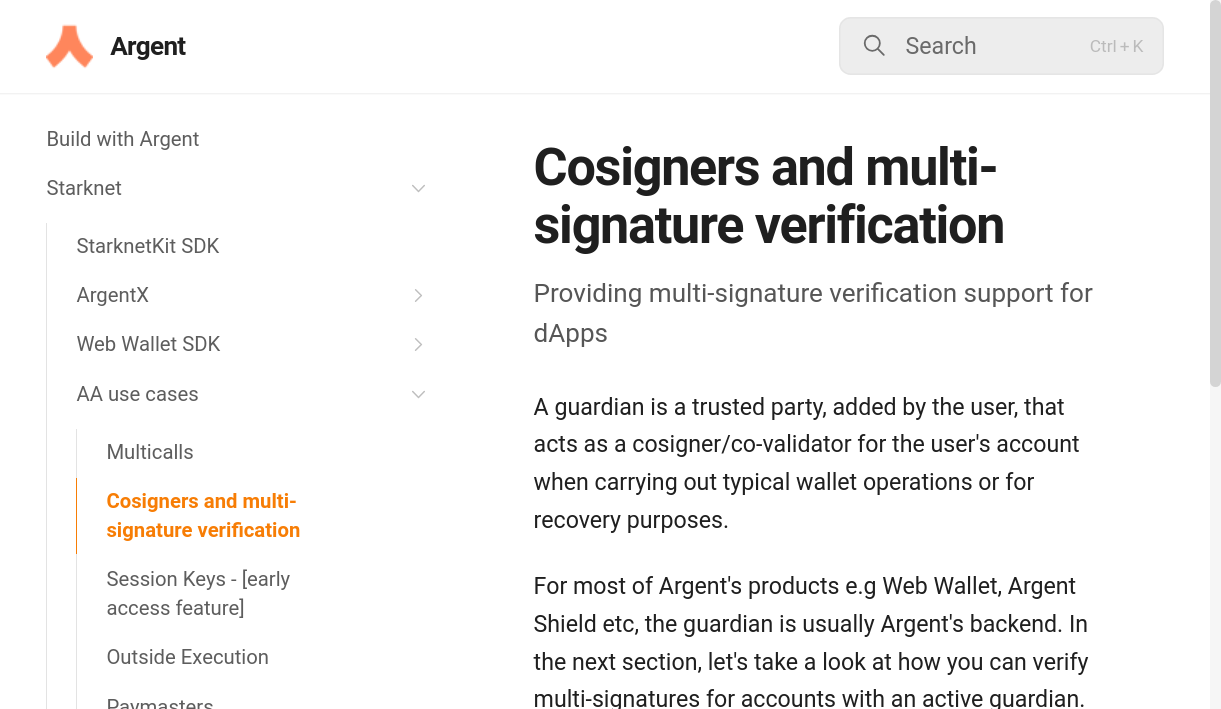 Argent
Search
Ctrl + K
Build with Argent
Starknet
StarknetKit SDK
ArgentX
Web Wallet SDK
AA use cases
Multicalls
Cosigners and multi-
signature verification
Session Keys - [early
access feature]
Outside Execution
Paymasters
Cosigners and multi-
signature verification
Providing multi-signature verification support for
dApps
A guardian is a trusted party, added by the user, that
acts as a cosigner/co-validator for the user's account
when carrying out typical wallet operations or for
recovery purposes.
For most of Argent's products e.g Web Wallet, Argent
Shield etc, the guardian is usually Argent's backend. In
the next section, let's take a look at how you can verify
multi-signatures for accounts with an active guardian.